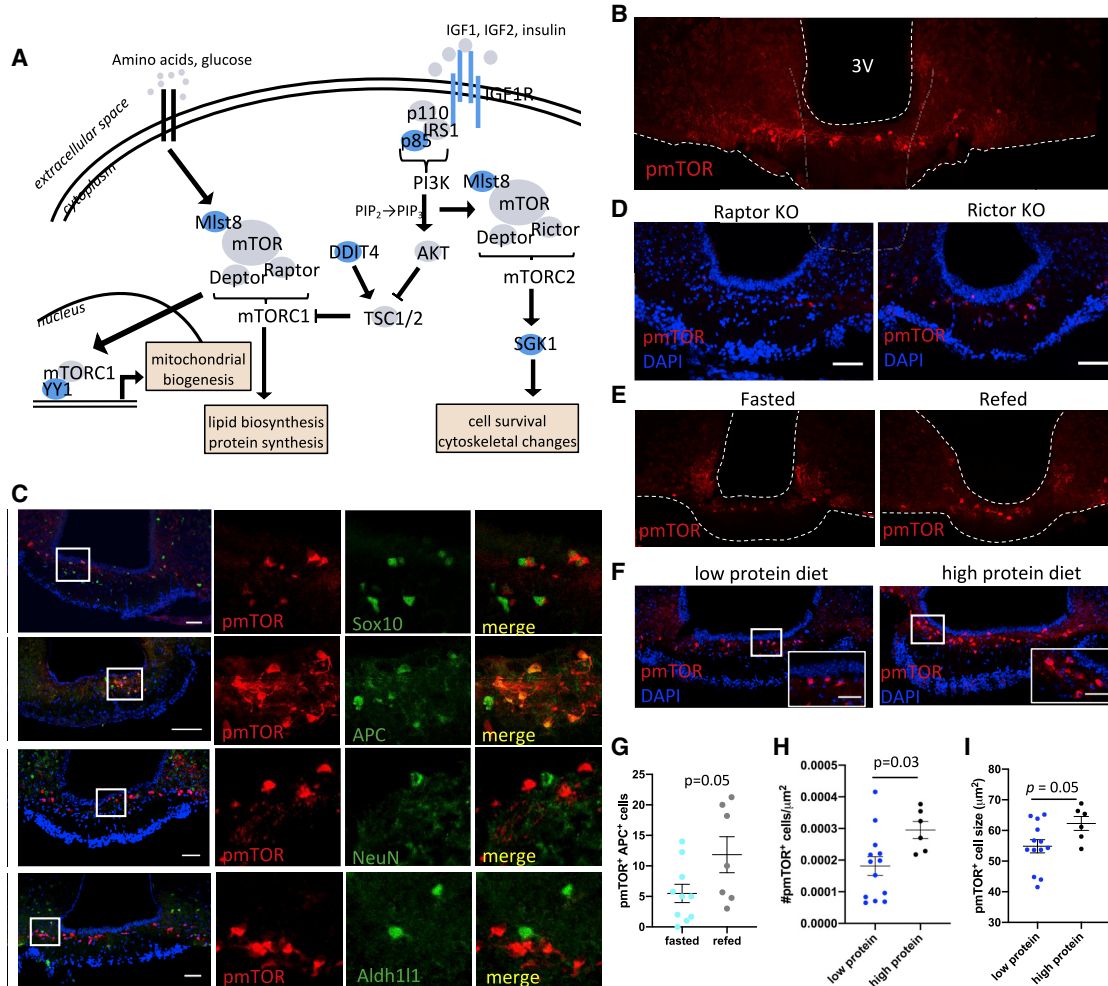 A
IGF1, IGF2, insulin
Amino acids, glucose
IGF1R
extracellular space
cytoplasm
p110
IRS1
p85
PI3K
PIP2→PIP3
Mlst8
mTOR
Deptor
Rictor
mTORC2
Mlst8
mTOR
Deptor
Raptor
mTORC1
DDIT4
AKT
TSC1/2
SGK1
nucleus
mTORC1
YY1
mitochondrial
biogenesis
lipid biosynthesis
protein synthesis
cell survival
cytoskeletal changes
B
3V
pmTOR
C
pmTOR
Sox10
merge
pmTOR
APC
merge
pmTOR
NeuN
merge
pmTOR
Aldh1l1
merge
D
Raptor KO
Rictor KO
pmTOR
DAPI
pmTOR
DAPI
E
Fasted
Refed
pmTOR
pmTOR
F
low protein diet
high protein diet
pmTOR
DAPI
pmTOR
DAPI
G
p=0.05
pmTOR+ APC+ cells
20
15
10
5
0
25
fasted
refed
H
p=0.03
#pmTOR+ cells/μm2
0.0005
0.0004
0.0003
0.0002
0.0001
0.0000
low protein
high protein
I
p = 0.05
pmTOR+ cell size (μm2)
80
70
60
50
40
30
low protein
high protein